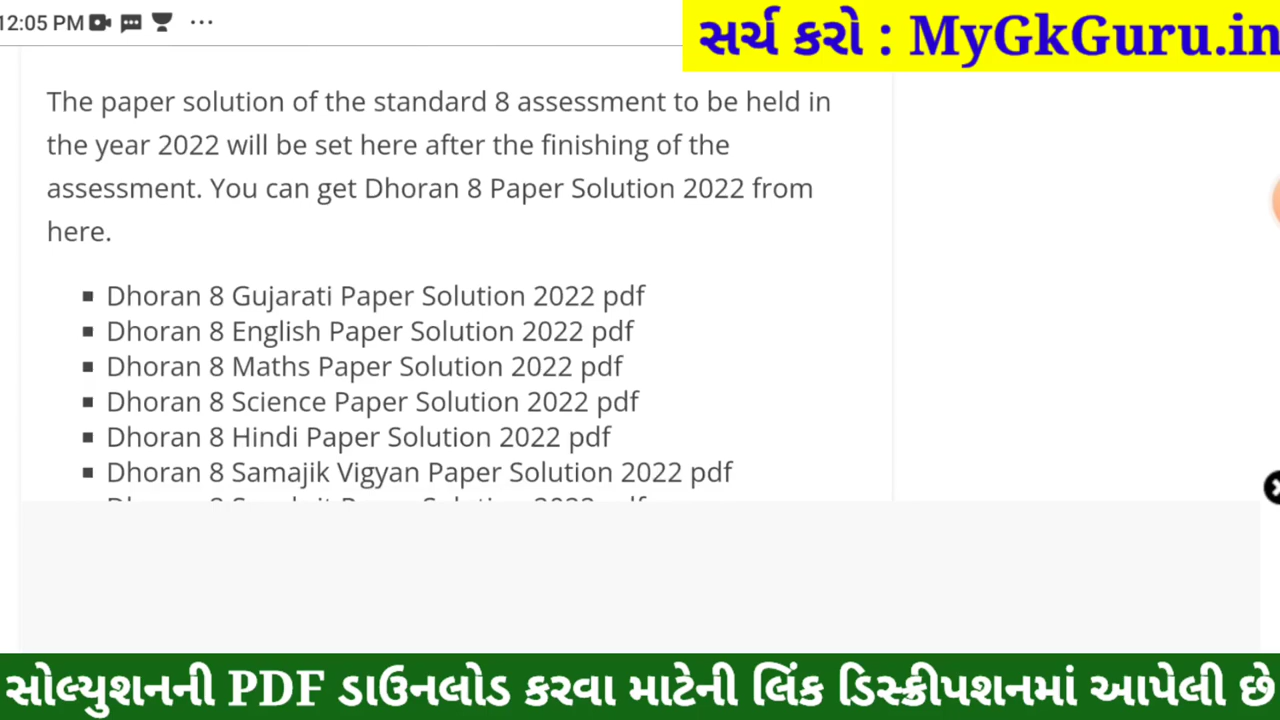 12:05 PM
સર્ચ કરો : MyGkGuru.in
The paper solution of the standard 8 assessment to be held in
the year 2022 will be set here after the finishing of the
assessment. You can get Dhoran 8 Paper Solution 2022 from
here.
Dhoran 8 Gujarati Paper Solution 2022 pdf
Dhoran 8 English Paper Solution 2022 pdf
Dhoran 8 Maths Paper Solution 2022 pdf
Dhoran 8 Science Paper Solution 2022 pdf
Dhoran 8 Hindi Paper Solution 2022 pdf
Dhoran 8 Samajik Vigyan Paper Solution 2022 pdf
સોલ્યુશનની PDF ડાઉનલોડ કરવા માટેની લિંક ડિસ્ક્રીપશનમાં આપેલી છે